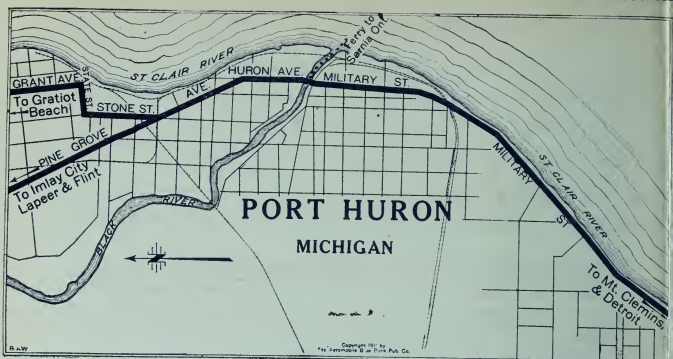 Ferry to
Sarnia Ont.
ST. CLAIR RIVER
GRANT AVE.
STATE ST.
HURON AVE.
MILITARY ST.
To Gratiot
Beach
STONE ST.
AVE.
PINE GROVE
To Imlay City
Lapeer & Flint
MILITARY
ST.
ST. CLAIR RIVER
BLACK RIVER
PORT HURON
MICHIGAN
To Mt. Clemins,
& Detroit
Copyright 1911 by
The Automobile Blue Book Pub. Co.